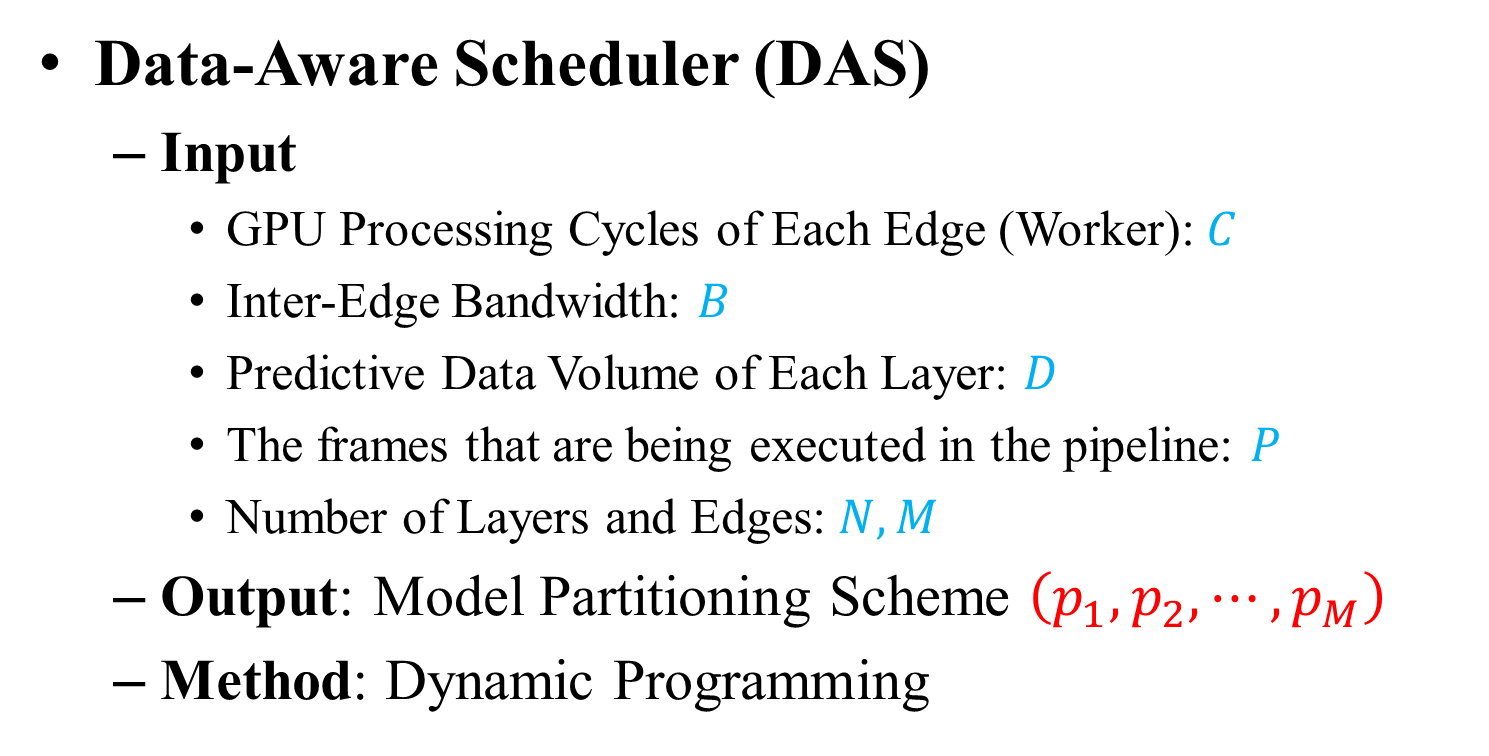 • Data-Aware Scheduler (DAS)
– Input
• GPU Processing Cycles of Each Edge (Worker): C
• Inter-Edge Bandwidth: B
• Predictive Data Volume of Each Layer: D
• The frames that are being executed in the pipeline: P
• Number of Layers and Edges: N, M
– Output: Model Partitioning Scheme (p₁, p₂, ⋯ , p_M)
– Method: Dynamic Programming